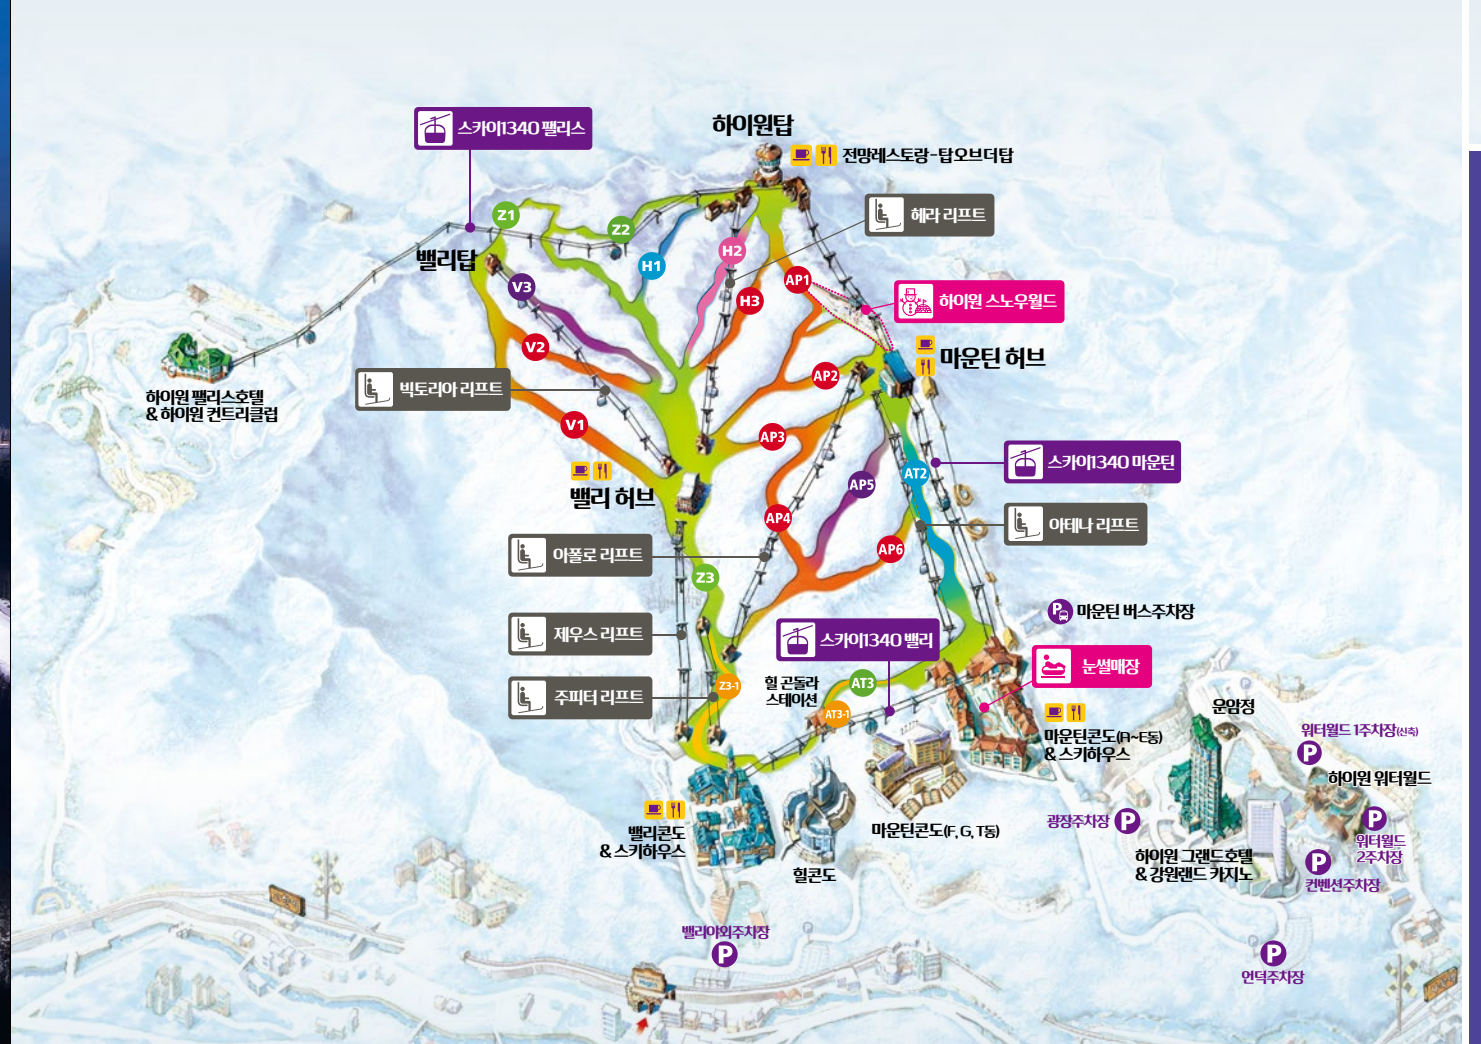 스카이1340 팰리스
하이원탑
전망레스토랑-탑오브더탑
헤라 리프트
Z1
Z2
밸리탑
H2
H1
V3
AP1
H3
하이원 스노우월드
V2
마운틴 허브
AP2
빅토리아 리프트
하이원 팰리스호텔
& 하이원 컨트리클럽
V1
AP3
스카이1340 마운틴
AT2
AP5
밸리 허브
AP4
아테나 리프트
아폴로 리프트
AP6
Z3
마운틴 버스주차장
제우스 리프트
스카이1340 밸리
눈썰매장
힐 곤돌라
스테이션
AT3
Z3-1
주피터 리프트
AT3-1
운암정
마운틴콘도(A~E동)
& 스키하우스
워터월드 1주차장(신축)
P
하이원 워터월드
광장주차장 P
P
워터월드
2주차장
밸리콘도
& 스키하우스
마운틴콘도(F, G, T동)
하이원 그랜드호텔
& 강원랜드 카지노
P
컨벤션주차장
힐콘도
밸리야외주차장
P
P
언덕주차장